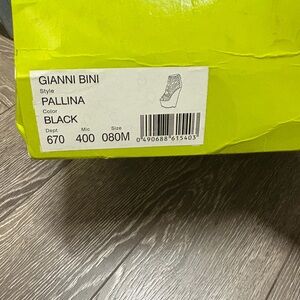 GIANNI BINI
Style
PALLINA
Color
BLACK
Dept Mic Size
670 400 080M
0 490688 615403